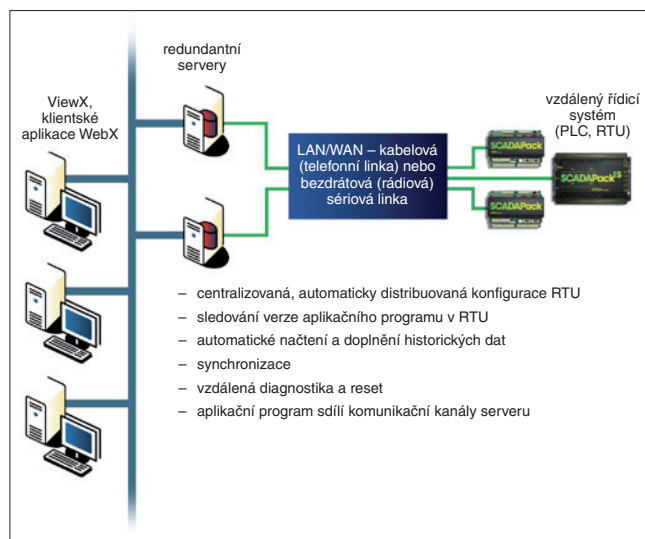 redundantní
servery
ViewX,
klientské
aplikace WebX
LAN/WAN – kabelová
(telefonní linka) nebo
bezdrátová (rádiová)
sériová linka
vzdálený řídicí
systém
(PLC, RTU)
SCADAPack
SCADAPack ES
SCADAPack
– centralizovaná, automaticky distribuovaná konfigurace RTU
– sledování verze aplikačního programu v RTU
– automatické načtení a doplnění historických dat
– synchronizace
– vzdálená diagnostika a reset
– aplikační program sdílí komunikační kanály serveru